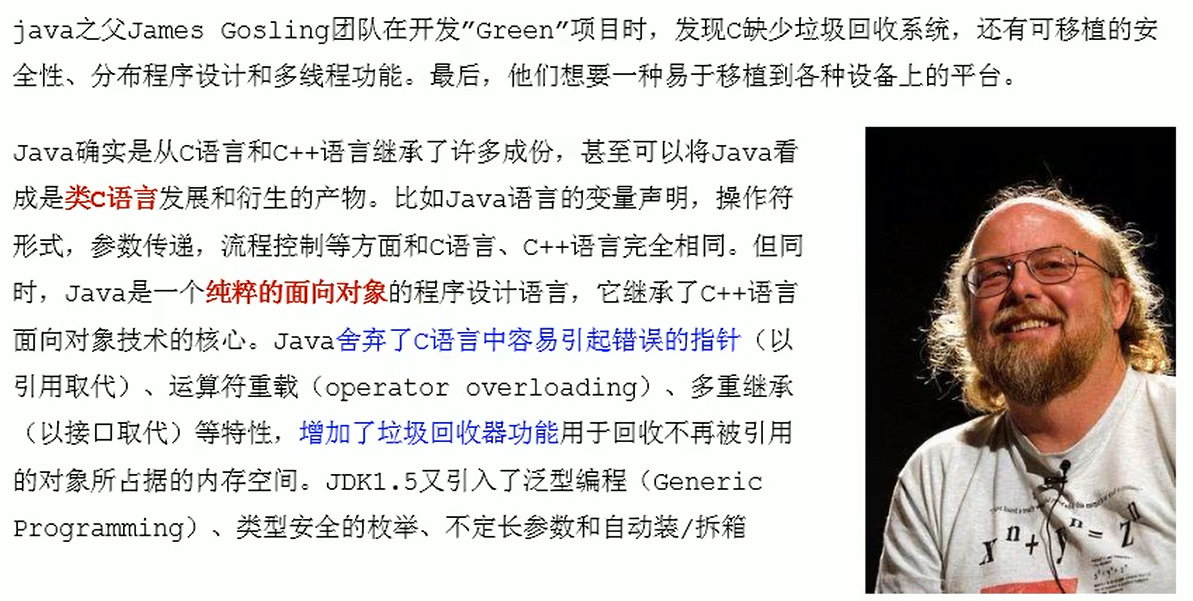 java之父James Gosling团队在开发”Green”项目时，发现C缺少垃圾回收系统，还有可移植的安
全性、分布程序设计和多线程功能。最后，他们想要一种易于移植到各种设备上的平台。
Java确实是从C语言和C++语言继承了许多成份，甚至可以将Java看
成是类C语言发展和衍生的产物。比如Java语言的变量声明，操作符
形式，参数传递，流程控制等方面和C语言、C++语言完全相同。但同
时，Java是一个纯粹的面向对象的程序设计语言，它继承了C++语言
面向对象技术的核心。Java舍弃了C语言中容易引起错误的指针（以
引用取代）、运算符重载（operator overloading）、多重继承
（以接口取代）等特性，增加了垃圾回收器功能用于回收不再被引用
的对象所占据的内存空间。JDK1.5又引入了泛型编程（Generic
Programming）、类型安全的枚举、不定长参数和自动装/拆箱
x^n + y^n = z^n